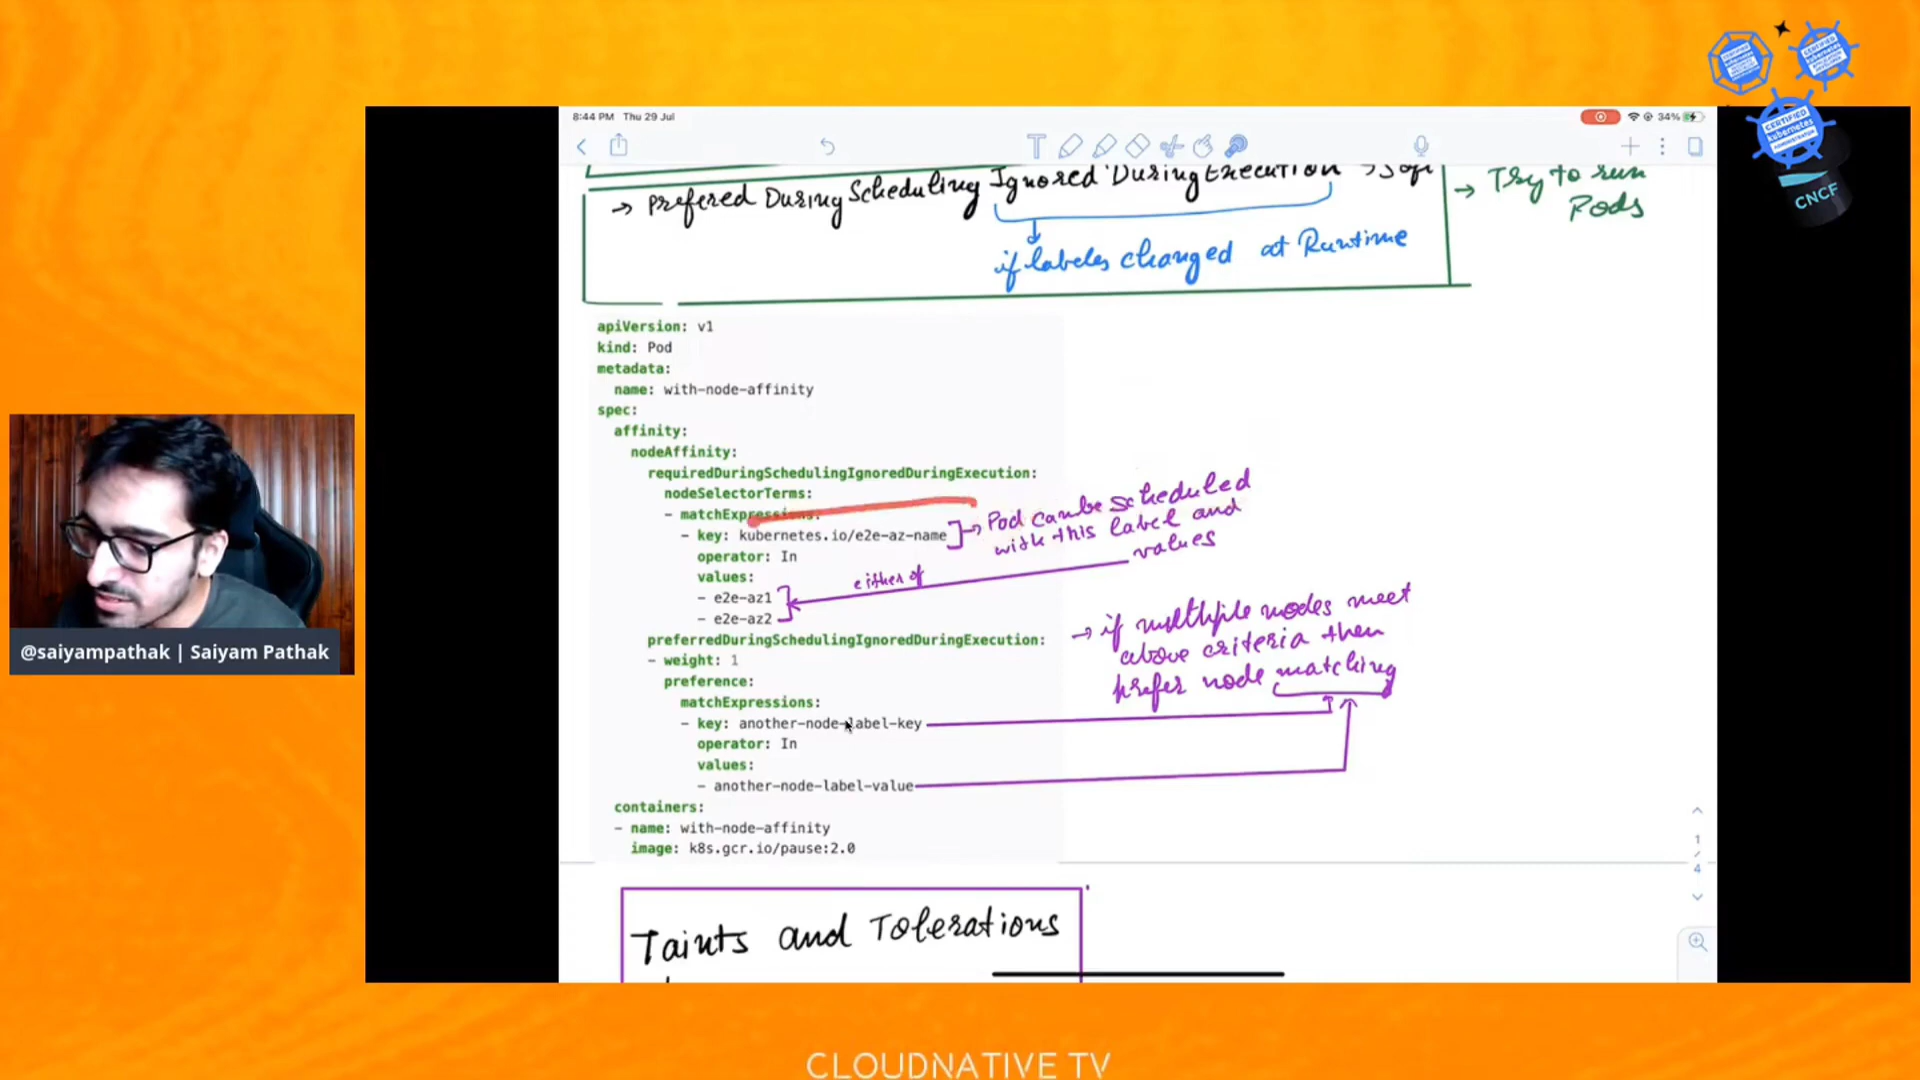 8:44 PM Thu 29 Jul
34%
→ Prefered During Scheduling Ignored During Execution →
→ Try to run
Pods
if labels changed at Runtime
apiVersion: v1
kind: Pod
metadata:
name: with-node-affinity
spec:
affinity:
nodeAffinity:
requiredDuringSchedulingIgnoredDuringExecution:
nodeSelectorTerms:
- matchExpressions:
- key: kubernetes.io/e2e-az-name
operator: In
values:
- e2e-az1
- e2e-az2
→ Pod can be scheduled
with this label and
values
either of
preferredDuringSchedulingIgnoredDuringExecution:
- weight: 1
preference:
matchExpressions:
- key: another-node-label-key
operator: In
values:
- another-node-label-value
→ if multiple nodes meet
above criteria then
prefer node matching
containers:
- name: with-node-affinity
image: k8s.gcr.io/pause:2.0
Taints and Tolerations
1
/
4
@saiyampathak | Saiyam Pathak
CERTIFIED
kubernetes
CNCF
CLOUDNATIVE TV